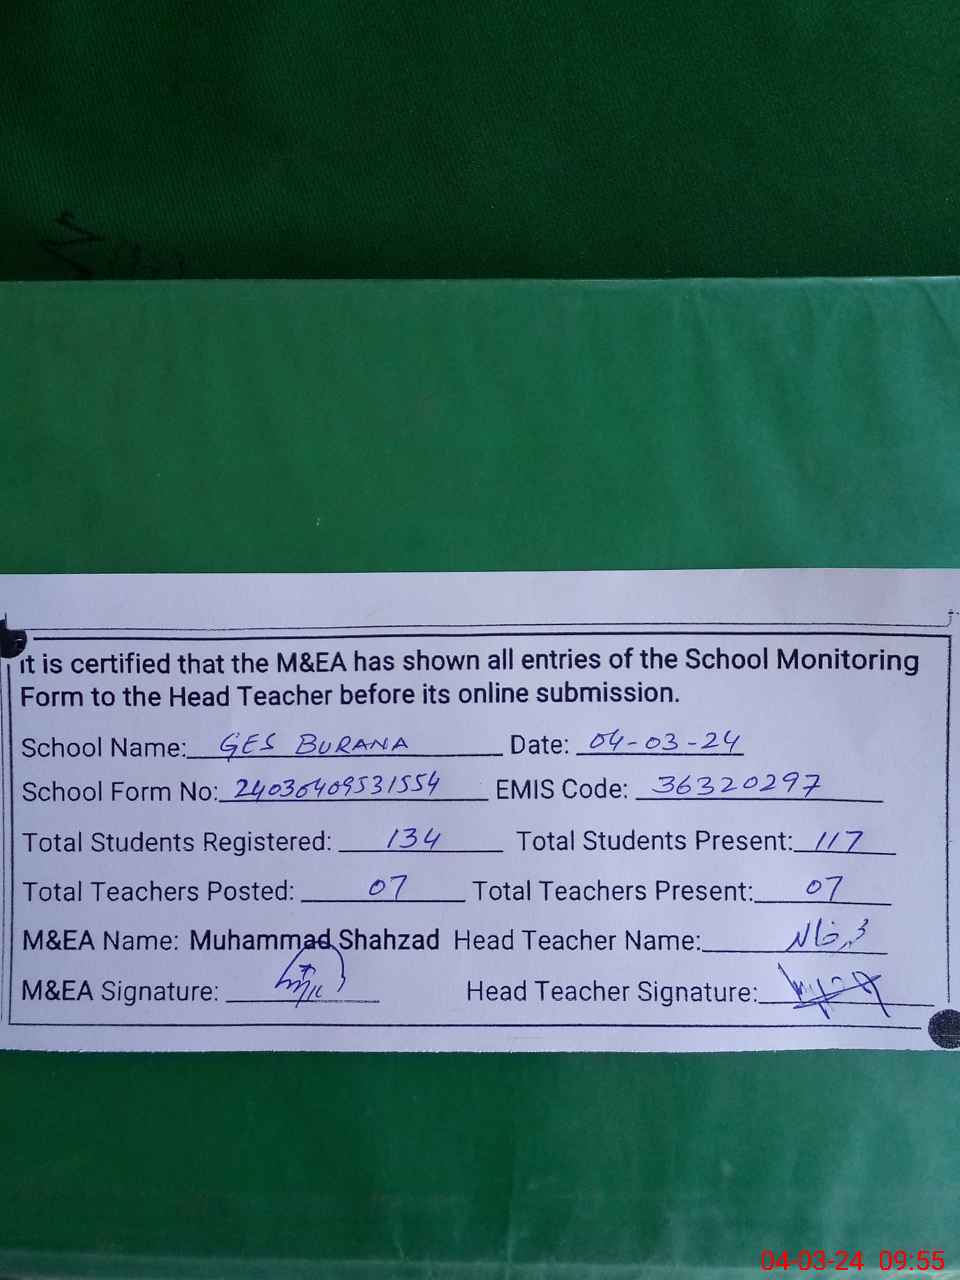 It is certified that the M&EA has shown all entries of the School Monitoring
Form to the Head Teacher before its online submission.
School Name: GES BURANA Date: 04-03-24
School Form No: 24036409531554 EMIS Code: 36320297
Total Students Registered: 134 Total Students Present: 117
Total Teachers Posted: 07 Total Teachers Present: 07
M&EA Name: Muhammad Shahzad Head Teacher Name: محمد خالد
M&EA Signature: Head Teacher Signature:
04-03-24 09:55